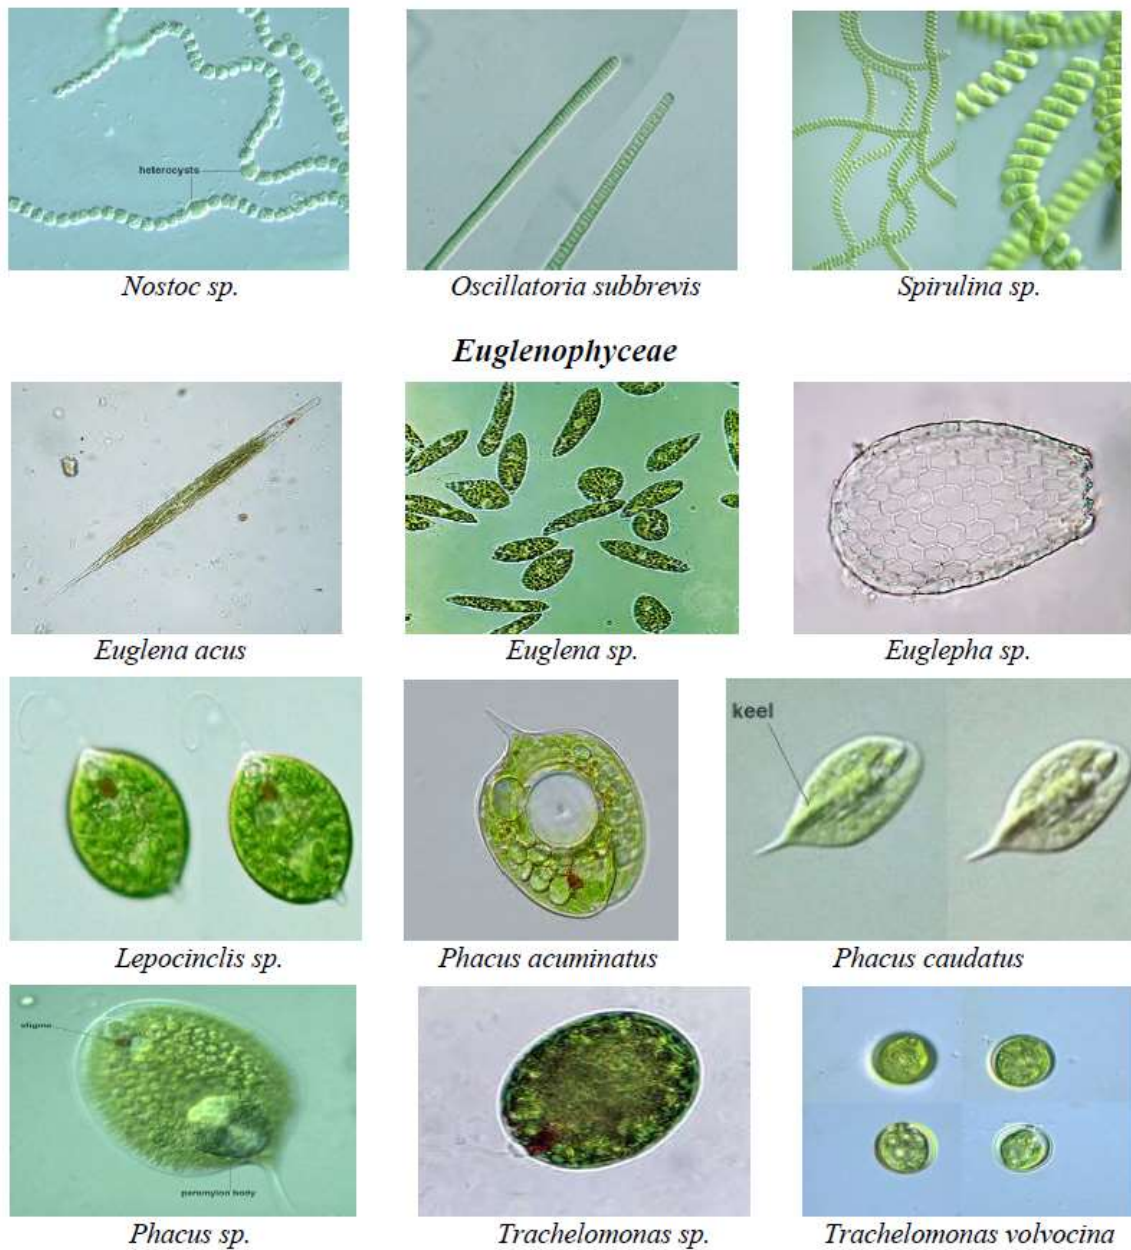 heterocysts
Nostoc sp.
Oscillatoria subbrevis
Spirulina sp.
Euglenophyceae
Euglena acus
Euglena sp.
Euglepha sp.
keel
Lepocinclis sp.
Phacus acuminatus
Phacus caudatus
stigma
paramylon body
Phacus sp.
Trachelomonas sp.
Trachelomonas volvocina